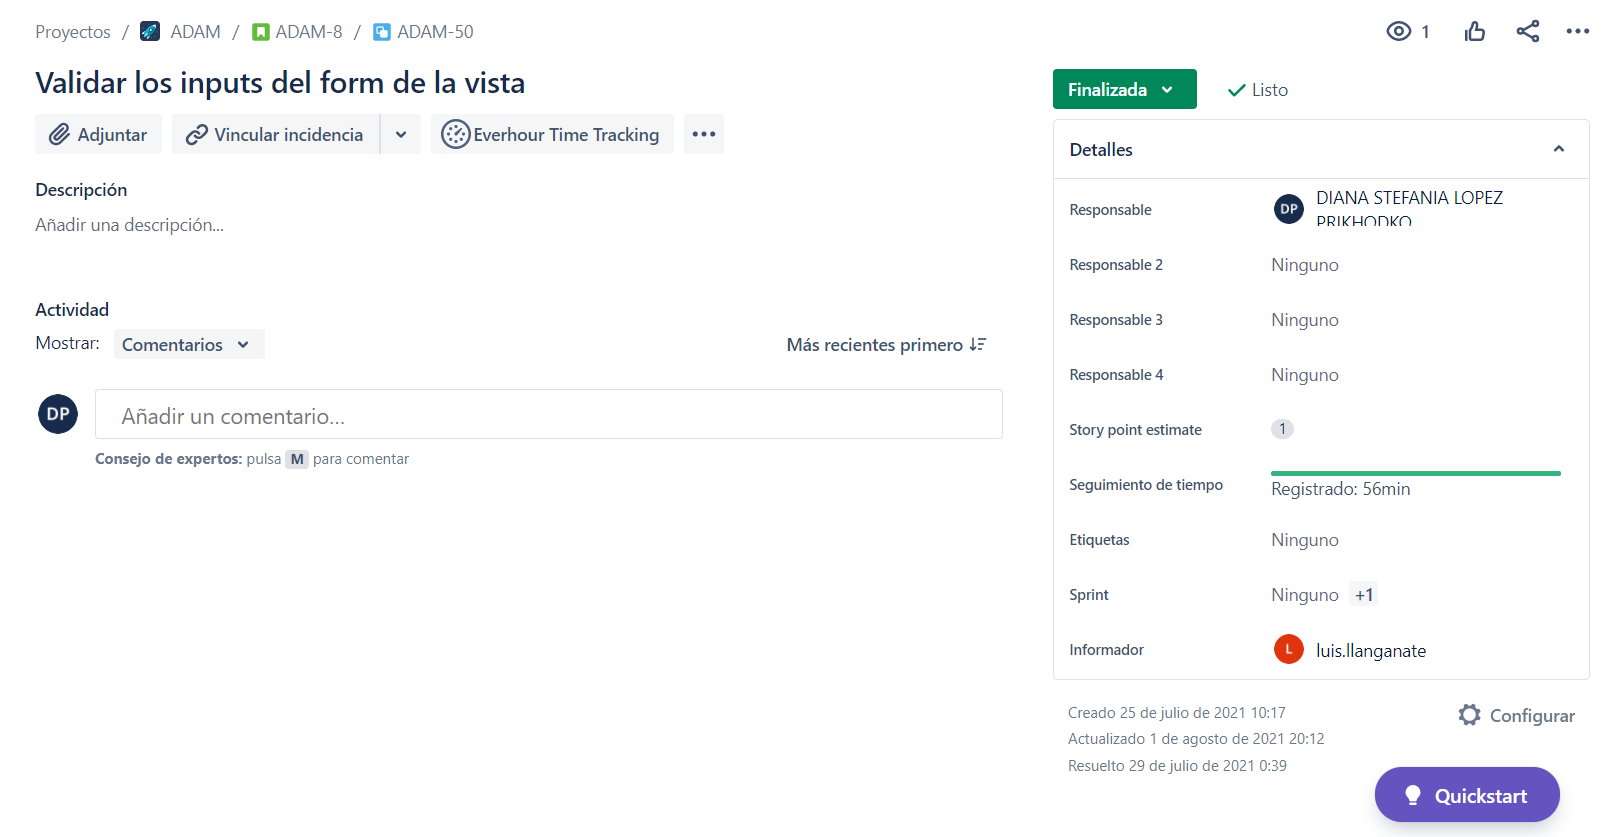 Proyectos / ADAM / ADAM-8 / ADAM-50
1
Validar los inputs del form de la vista
Finalizada
Listo
Adjuntar
Vincular incidencia
Everhour Time Tracking
Descripción
Añadir una descripción...
Actividad
Mostrar: Comentarios
Más recientes primero
DP
Añadir un comentario...
Consejo de expertos: pulsa M para comentar
Detalles
Responsable
DP
DIANA STEFANIA LOPEZ
PRIKHODKO
Responsable 2 Ninguno
Responsable 3 Ninguno
Responsable 4 Ninguno
Story point estimate 1
Seguimiento de tiempo
Registrado: 56min
Etiquetas Ninguno
Sprint Ninguno +1
Informador L luis.llanganate
Creado 25 de julio de 2021 10:17
Configurar
Actualizado 1 de agosto de 2021 20:12
Resuelto 29 de julio de 2021 0:39
Quickstart